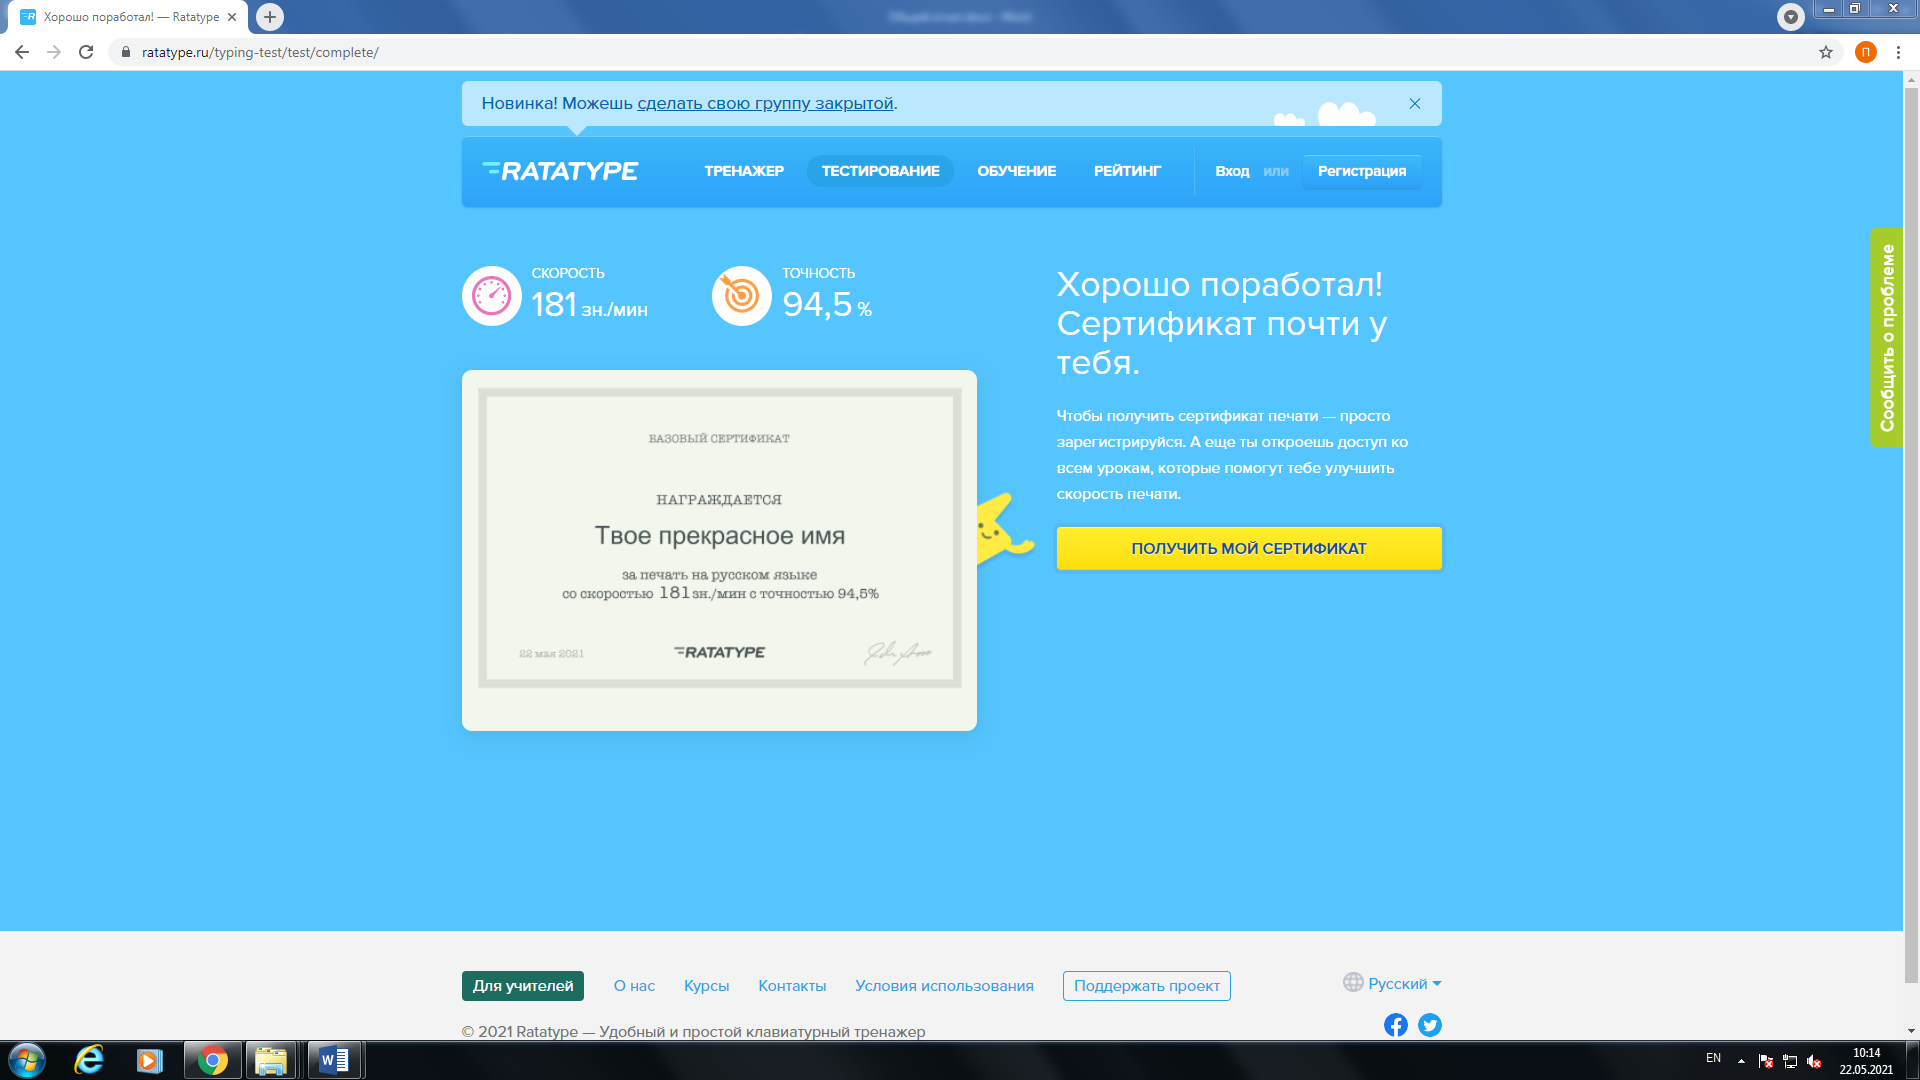 Хорошо поработал! — Ratatype
ratatype.ru/typing-test/test/complete/
П
Новинка! Можешь сделать свою группу закрытой.
RATATYPE
ТРЕНАЖЕР
ТЕСТИРОВАНИЕ
ОБУЧЕНИЕ
РЕЙТИНГ
Вход или Регистрация
СКОРОСТЬ
181 зн./мин
ТОЧНОСТЬ
94,5 %
Хорошо поработал!
Сертификат почти у
тебя.
Чтобы получить сертификат печати — просто
зарегистрируйся. А еще ты откроешь доступ ко
всем урокам, которые помогут тебе улучшить
скорость печати.
ПОЛУЧИТЬ МОЙ СЕРТИФИКАТ
БАЗОВЫЙ СЕРТИФИКАТ
НАГРАЖДАЕТСЯ
Твое прекрасное имя
за печать на русском языке
со скоростью 181 зн./мин с точностью 94,5%
22 мая 2021
RATATYPE
Сообщить о проблеме
Для учителей
О нас
Курсы
Контакты
Условия использования
Поддержать проект
Русский
© 2021 Ratatype — Удобный и простой клавиатурный тренажер
EN
10:14
22.05.2021